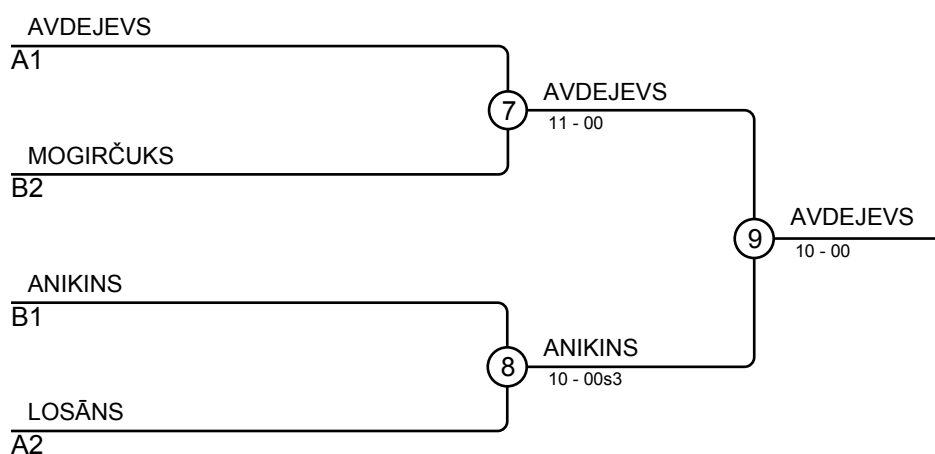 AVDEJEVS
A1
7
AVDEJEVS
11 - 00
MOGIRČUKS
B2
9
AVDEJEVS
10 - 00
ANIKINS
B1
8
ANIKINS
10 - 00s3
LOSĀNS
A2